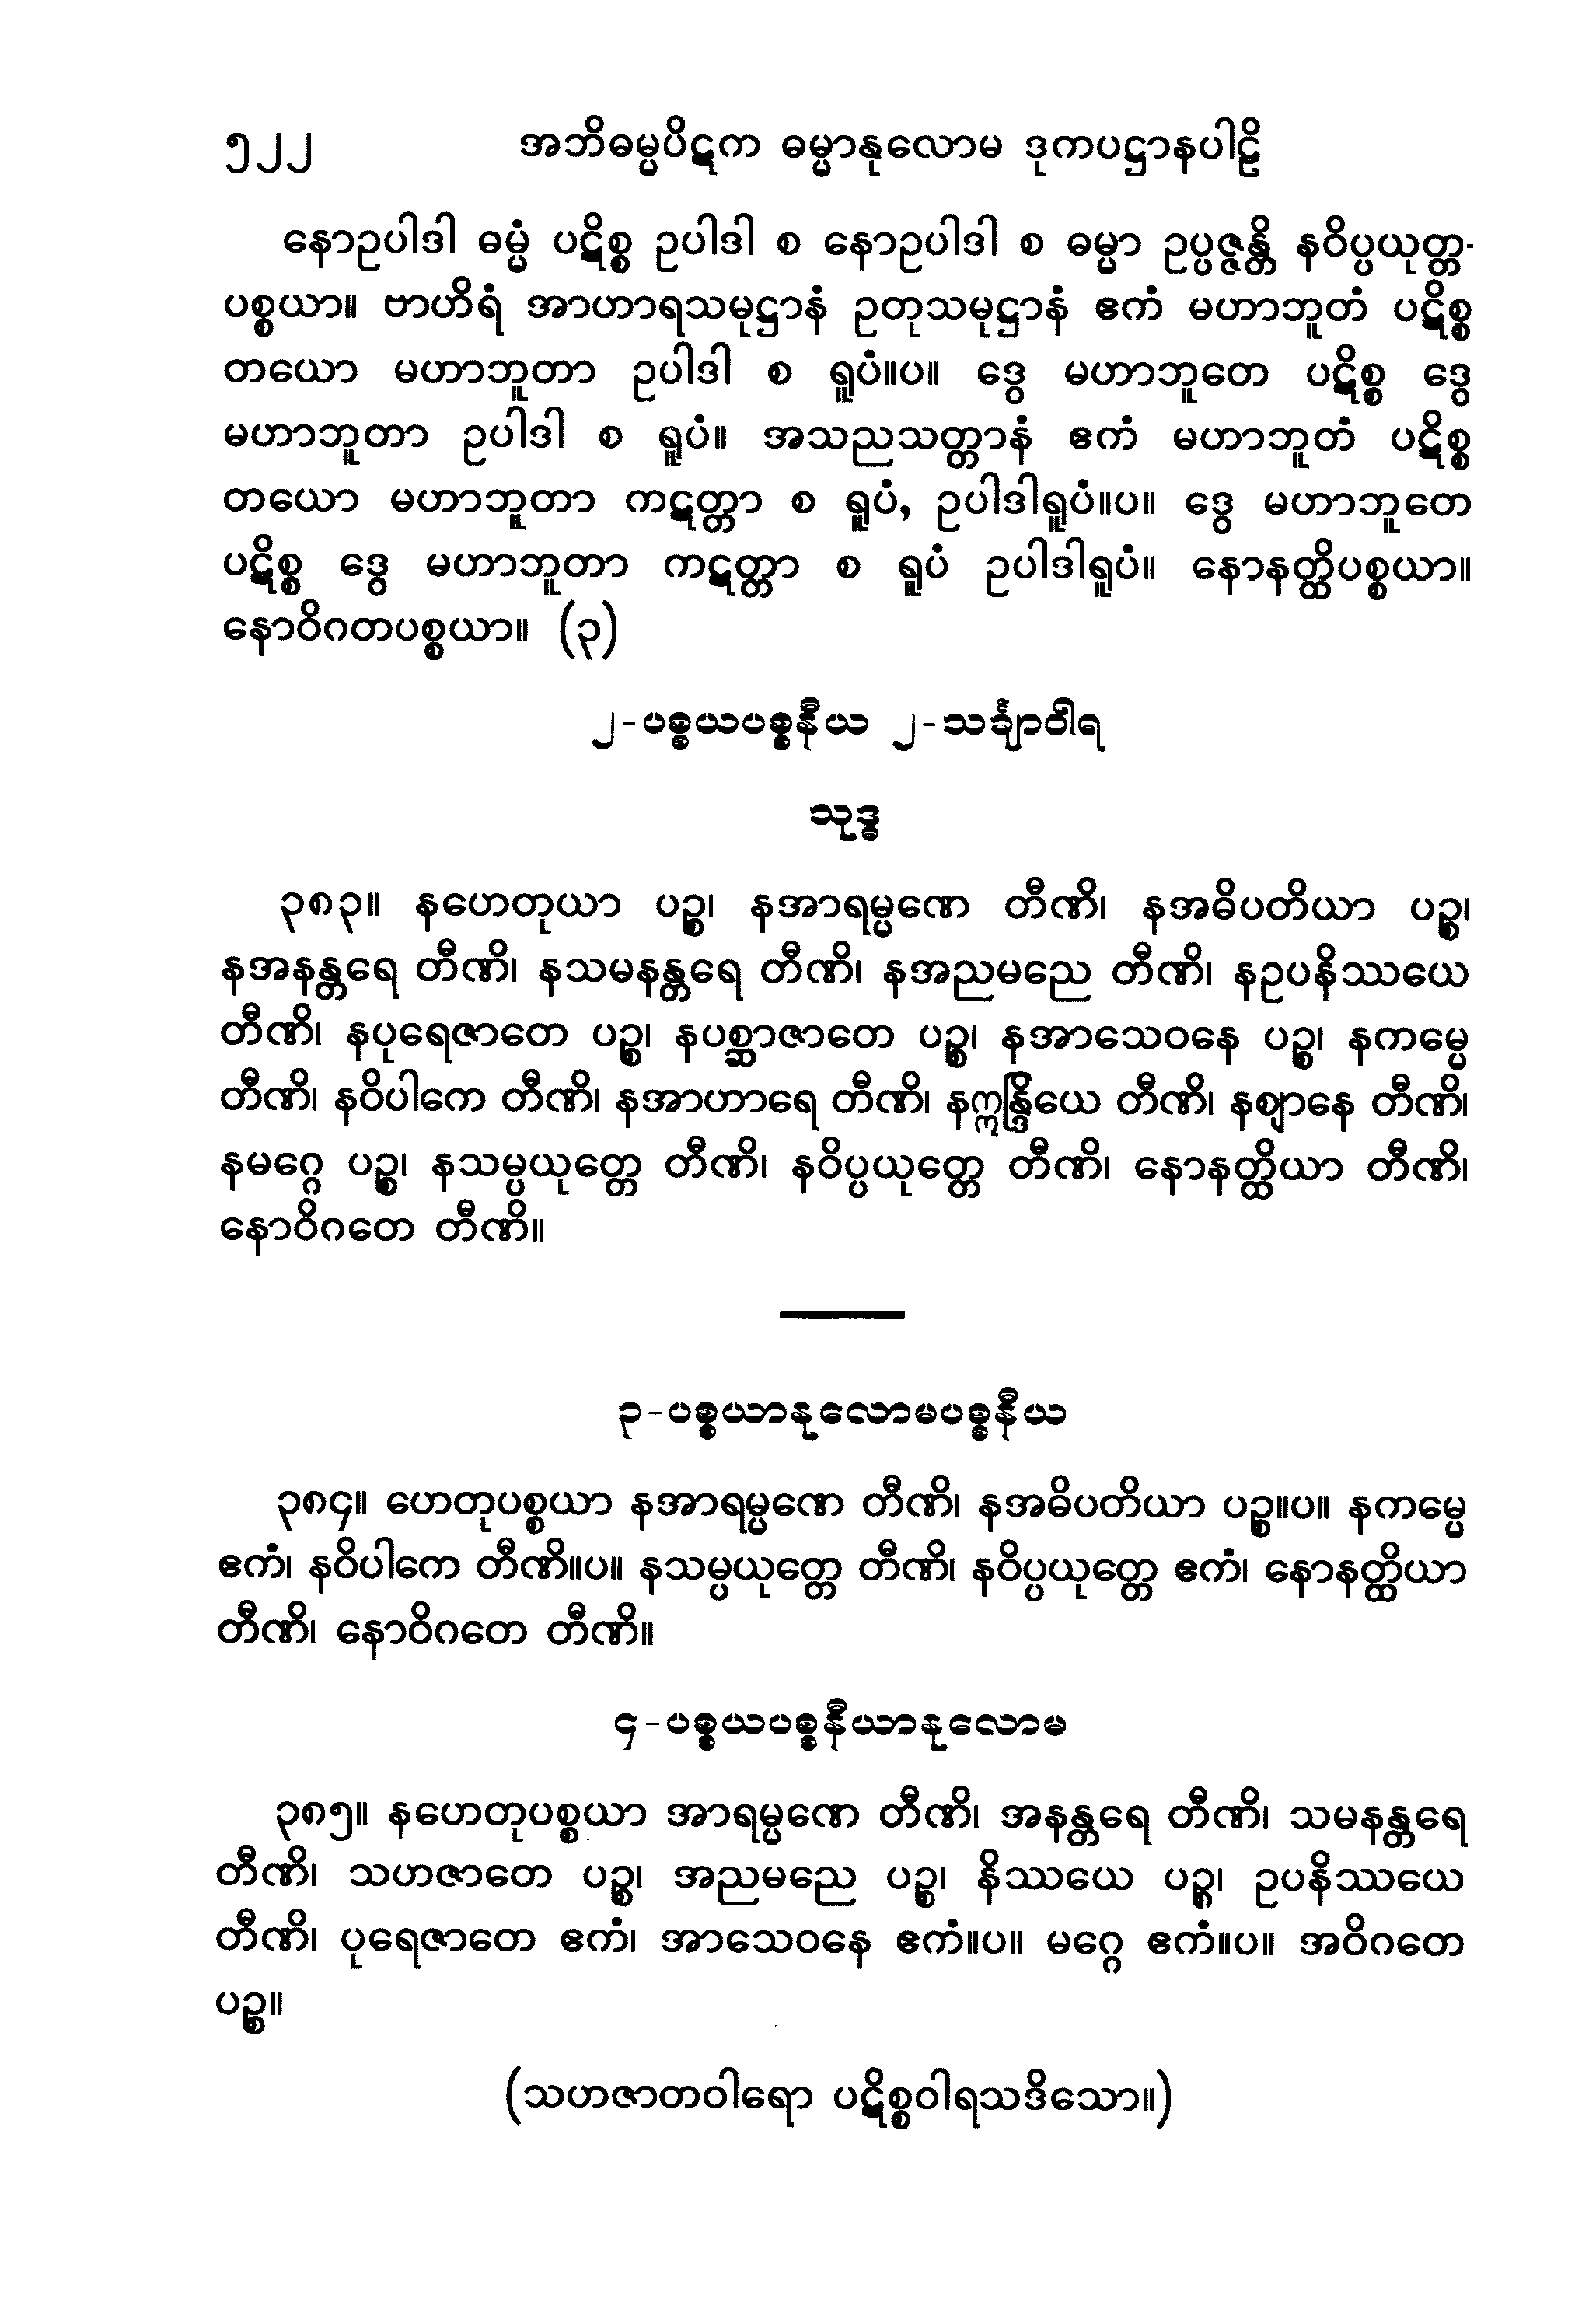 ၅၂၂ အဘိဓမ္မပိဋက ဓမ္မာနုလောမ ဒုကပဋ္ဌာနပါဠိ
နောဥပါဒါ ဓမ္မံ ပဋိစ္စ ဥပါဒါ စ နောဥပါဒါ စ ဓမ္မာ ဥပ္ပဇ္ဇန္တိ နဝိပ္ပယုတ္တ-
ပစ္စယာ။ ဗာဟိရံ အာဟာရသမုဋ္ဌာနံ ဥတုသမုဋ္ဌာနံ ဧကံ မဟာဘူတံ ပဋိစ္စ
တယော မဟာဘူတာ ဥပါဒါ စ ရူပံ။ပ။ ဒွေ မဟာဘူတေ ပဋိစ္စ ဒွေ
မဟာဘူတာ ဥပါဒါ စ ရူပံ။ အသညသတ္တာနံ ဧကံ မဟာဘူတံ ပဋိစ္စ
တယော မဟာဘူတာ ကဋတ္တာ စ ရူပံ, ဥပါဒါရူပံ။ပ။ ဒွေ မဟာဘူတေ
ပဋိစ္စ ဒွေ မဟာဘူတာ ကဋတ္တာ စ ရူပံ ဥပါဒါရူပံ။ နောနတ္ထိပစ္စယာ။
နောဝိဂတပစ္စယာ။ (၃)
၂-ပစ္စယပစ္စနီယ ၂-သင်္ချာဝါရ
သုဒ္ဓ
၃၈၃။ နဟေတုယာ ပဉ္စ၊ နအာရမ္မဏေ တီဏိ၊ နအဓိပတိယာ ပဉ္စ၊
နအနန္တရေ တီဏိ၊ နသမနန္တရေ တီဏိ၊ နအညမညေ တီဏိ၊ နဥပနိဿယေ
တီဏိ၊ နပုရေဇာတေ ပဉ္စ၊ နပစ္ဆာဇာတေ ပဉ္စ၊ နအာသေဝနေ ပဉ္စ၊ နကမ္မေ
တီဏိ၊ နဝိပါကေ တီဏိ၊ နအာဟာရေ တီဏိ၊ နဣန္ဒြိယေ တီဏိ၊ နဈာနေ တီဏိ၊
နမဂ္ဂေ ပဉ္စ၊ နသမ္ပယုတ္တေ တီဏိ၊ နဝိပ္ပယုတ္တေ တီဏိ၊ နောနတ္ထိယာ တီဏိ၊
နောဝိဂတေ တီဏိ။
၃-ပစ္စယာနုလောမပစ္စနီယ
၃၈၄။ ဟေတုပစ္စယာ နအာရမ္မဏေ တီဏိ၊ နအဓိပတိယာ ပဉ္စ။ပ။ နကမ္မေ
ဧကံ၊ နဝိပါကေ တီဏိ။ပ။ နသမ္ပယုတ္တေ တီဏိ၊ နဝိပ္ပယုတ္တေ ဧကံ၊ နောနတ္ထိယာ
တီဏိ၊ နောဝိဂတေ တီဏိ။
၄-ပစ္စယပစ္စနီယာနုလောမ
၃၈၅။ နဟေတုပစ္စယာ အာရမ္မဏေ တီဏိ၊ အနန္တရေ တီဏိ၊ သမနန္တရေ
တီဏိ၊ သဟဇာတေ ပဉ္စ၊ အညမညေ ပဉ္စ၊ နိဿယေ ပဉ္စ၊ ဥပနိဿယေ
တီဏိ၊ ပုရေဇာတေ ဧကံ၊ အာသေဝနေ ဧကံ။ပ။ မဂ္ဂေ ဧကံ။ပ။ အဝိဂတေ
ပဉ္စ။
(သဟဇာတဝါရော ပဋိစ္စဝါရသဒိသော။)